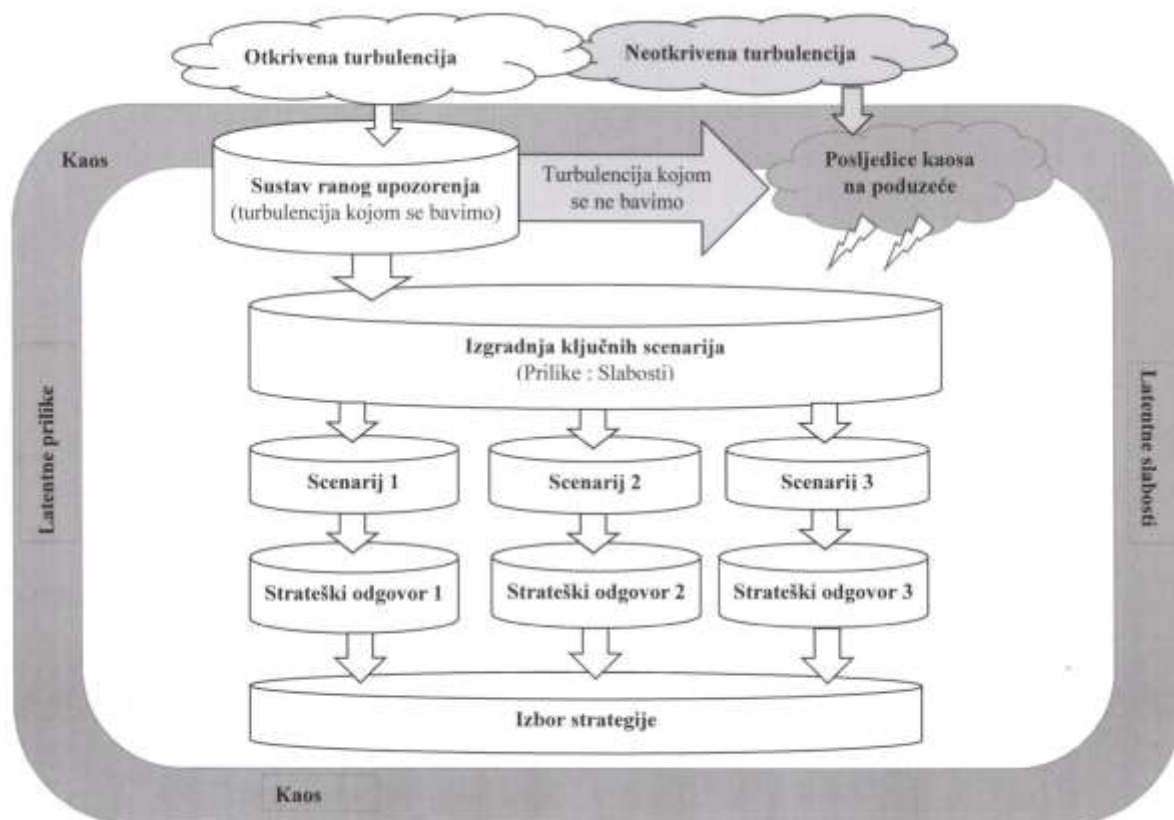 Otkrivena turbulencija
Neotkrivena turbulencija
Kaos
Sustav ranog upozorenja
(turbulencija kojom se bavimo)
Turbulencija kojom
se ne bavimo
Posljedice kaosa
na poduzeće
Izgradnja ključnih scenarija
(Prilike : Slabosti)
Latentne prilike
Latentne slabosti
Scenarij 1
Scenarij 2
Scenarij 3
Strateški odgovor 1
Strateški odgovor 2
Strateški odgovor 3
Izbor strategije
Kaos